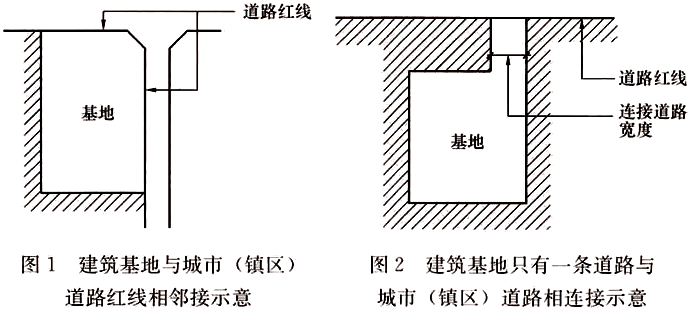 道路红线
基地
图1 建筑基地与城市（镇区）
道路红线相邻接示意
道路红线
连接道路
宽度
基地
图2 建筑基地只有一条道路与
城市（镇区）道路相连接示意